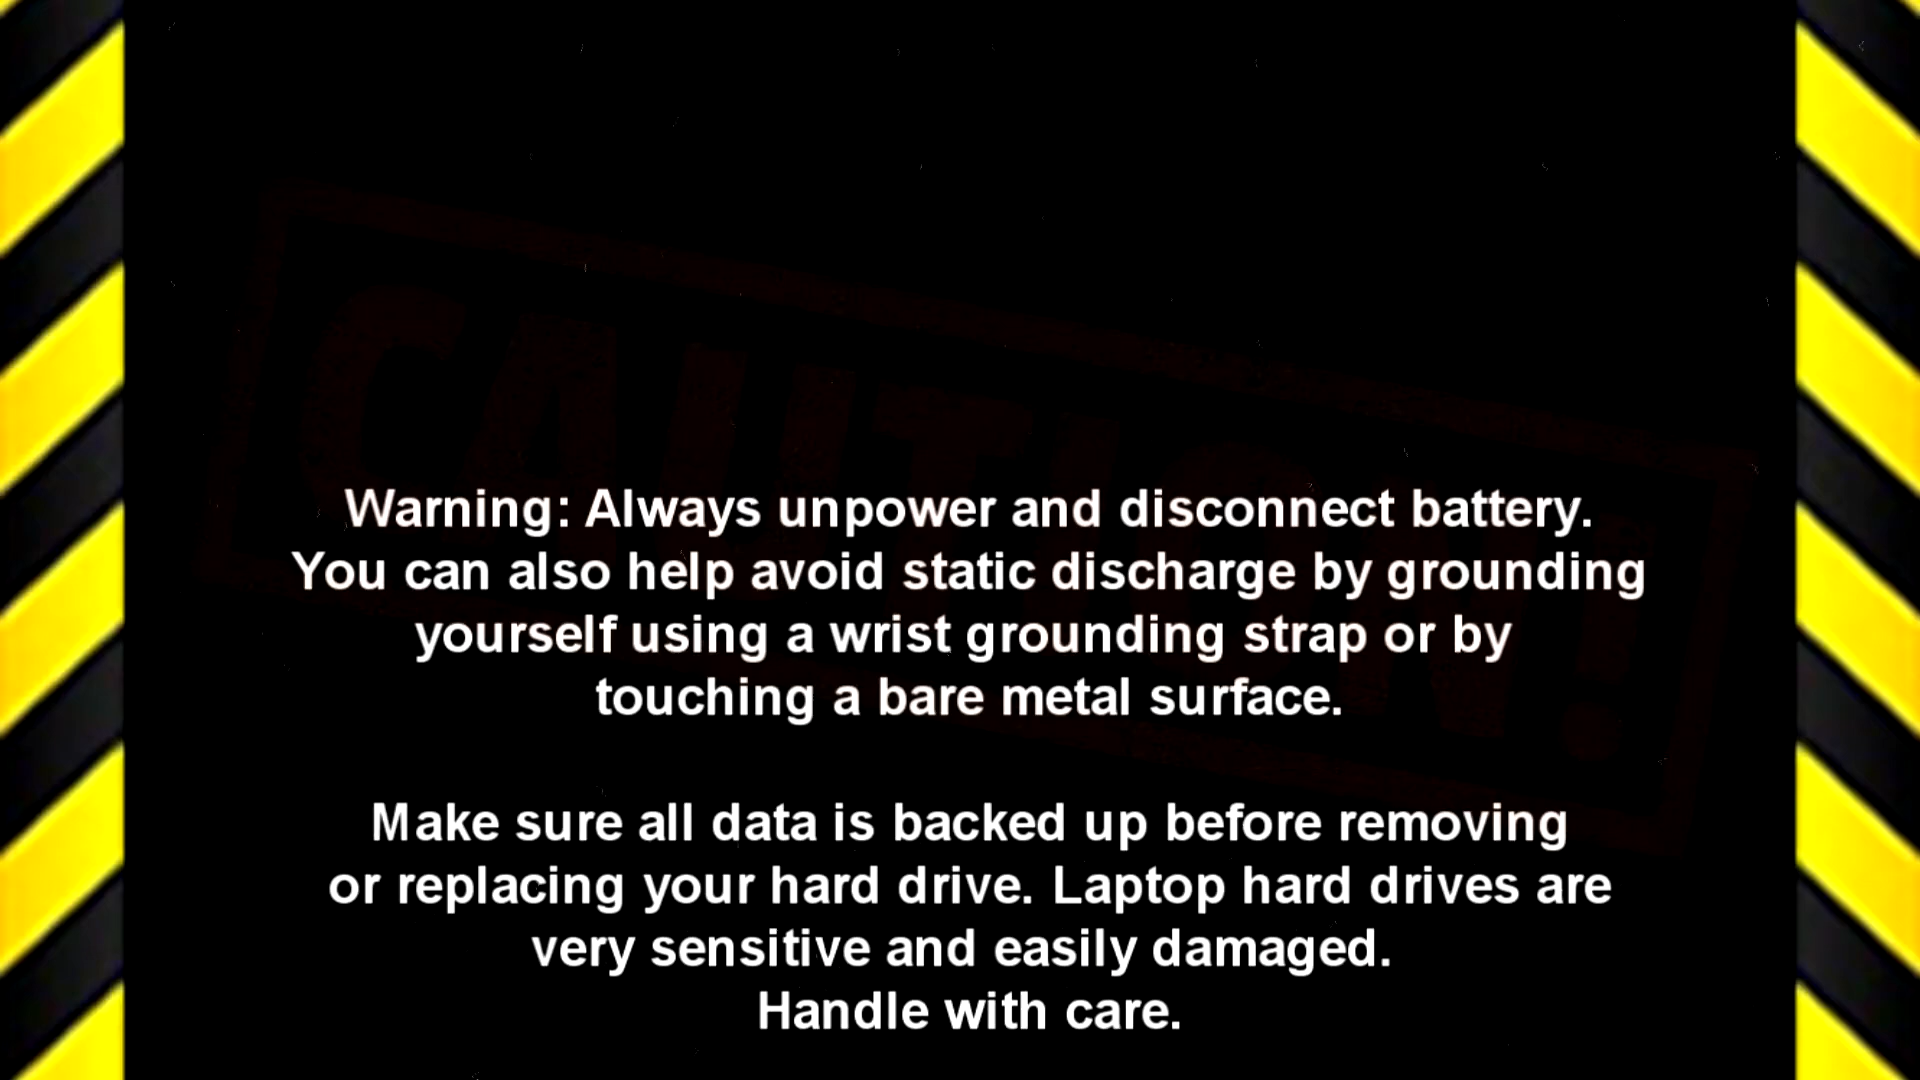 CAUTION!
Warning: Always unpower and disconnect battery.
You can also help avoid static discharge by grounding
yourself using a wrist grounding strap or by
touching a bare metal surface.
Make sure all data is backed up before removing
or replacing your hard drive. Laptop hard drives are
very sensitive and easily damaged.
Handle with care.